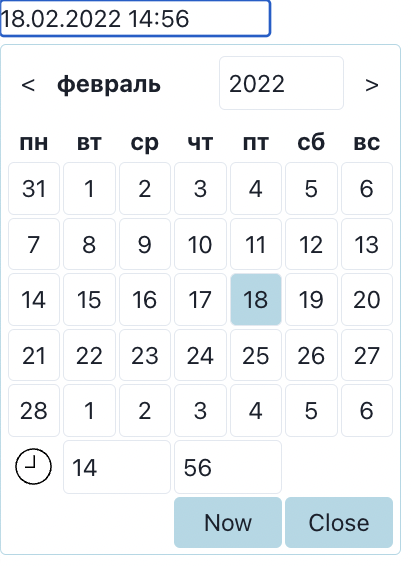 18.02.2022 14:56
< февраль 2022 >
пн вт ср чт пт сб вс
31 1 2 3 4 5 6
7 8 9 10 11 12 13
14 15 16 17 18 19 20
21 22 23 24 25 26 27
28 1 2 3 4 5 6
14 56
Now Close